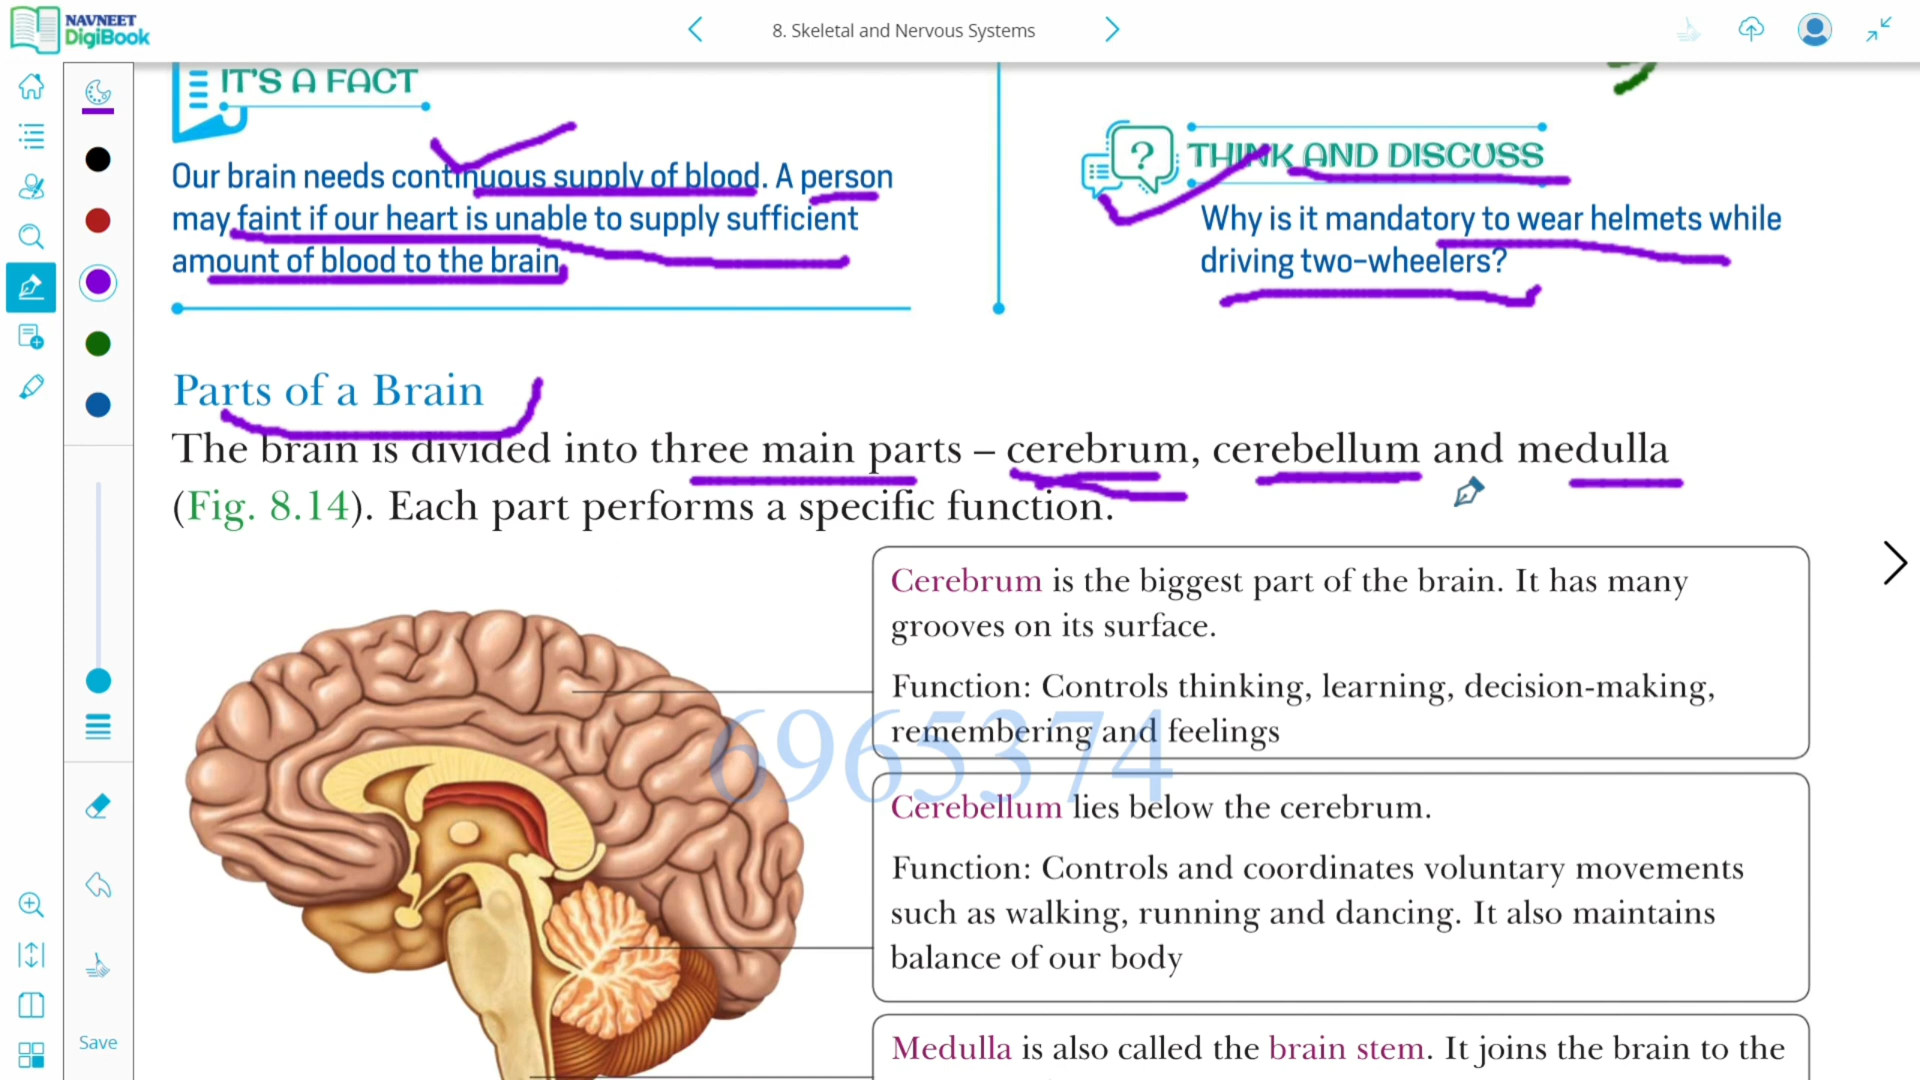 NAVNEET
DigiBook
8. Skeletal and Nervous Systems
IT'S A FACT
Our brain needs continuous supply of blood. A person
may faint if our heart is unable to supply sufficient
amount of blood to the brain.
THINK AND DISCUSS
Why is it mandatory to wear helmets while
driving two-wheelers?
Parts of a Brain
The brain is divided into three main parts – cerebrum, cerebellum and medulla
(Fig. 8.14). Each part performs a specific function.
Cerebrum is the biggest part of the brain. It has many
grooves on its surface.
Function: Controls thinking, learning, decision-making,
remembering and feelings
6965374
Cerebellum lies below the cerebrum.
Function: Controls and coordinates voluntary movements
such as walking, running and dancing. It also maintains
balance of our body
Medulla is also called the brain stem. It joins the brain to the
Save